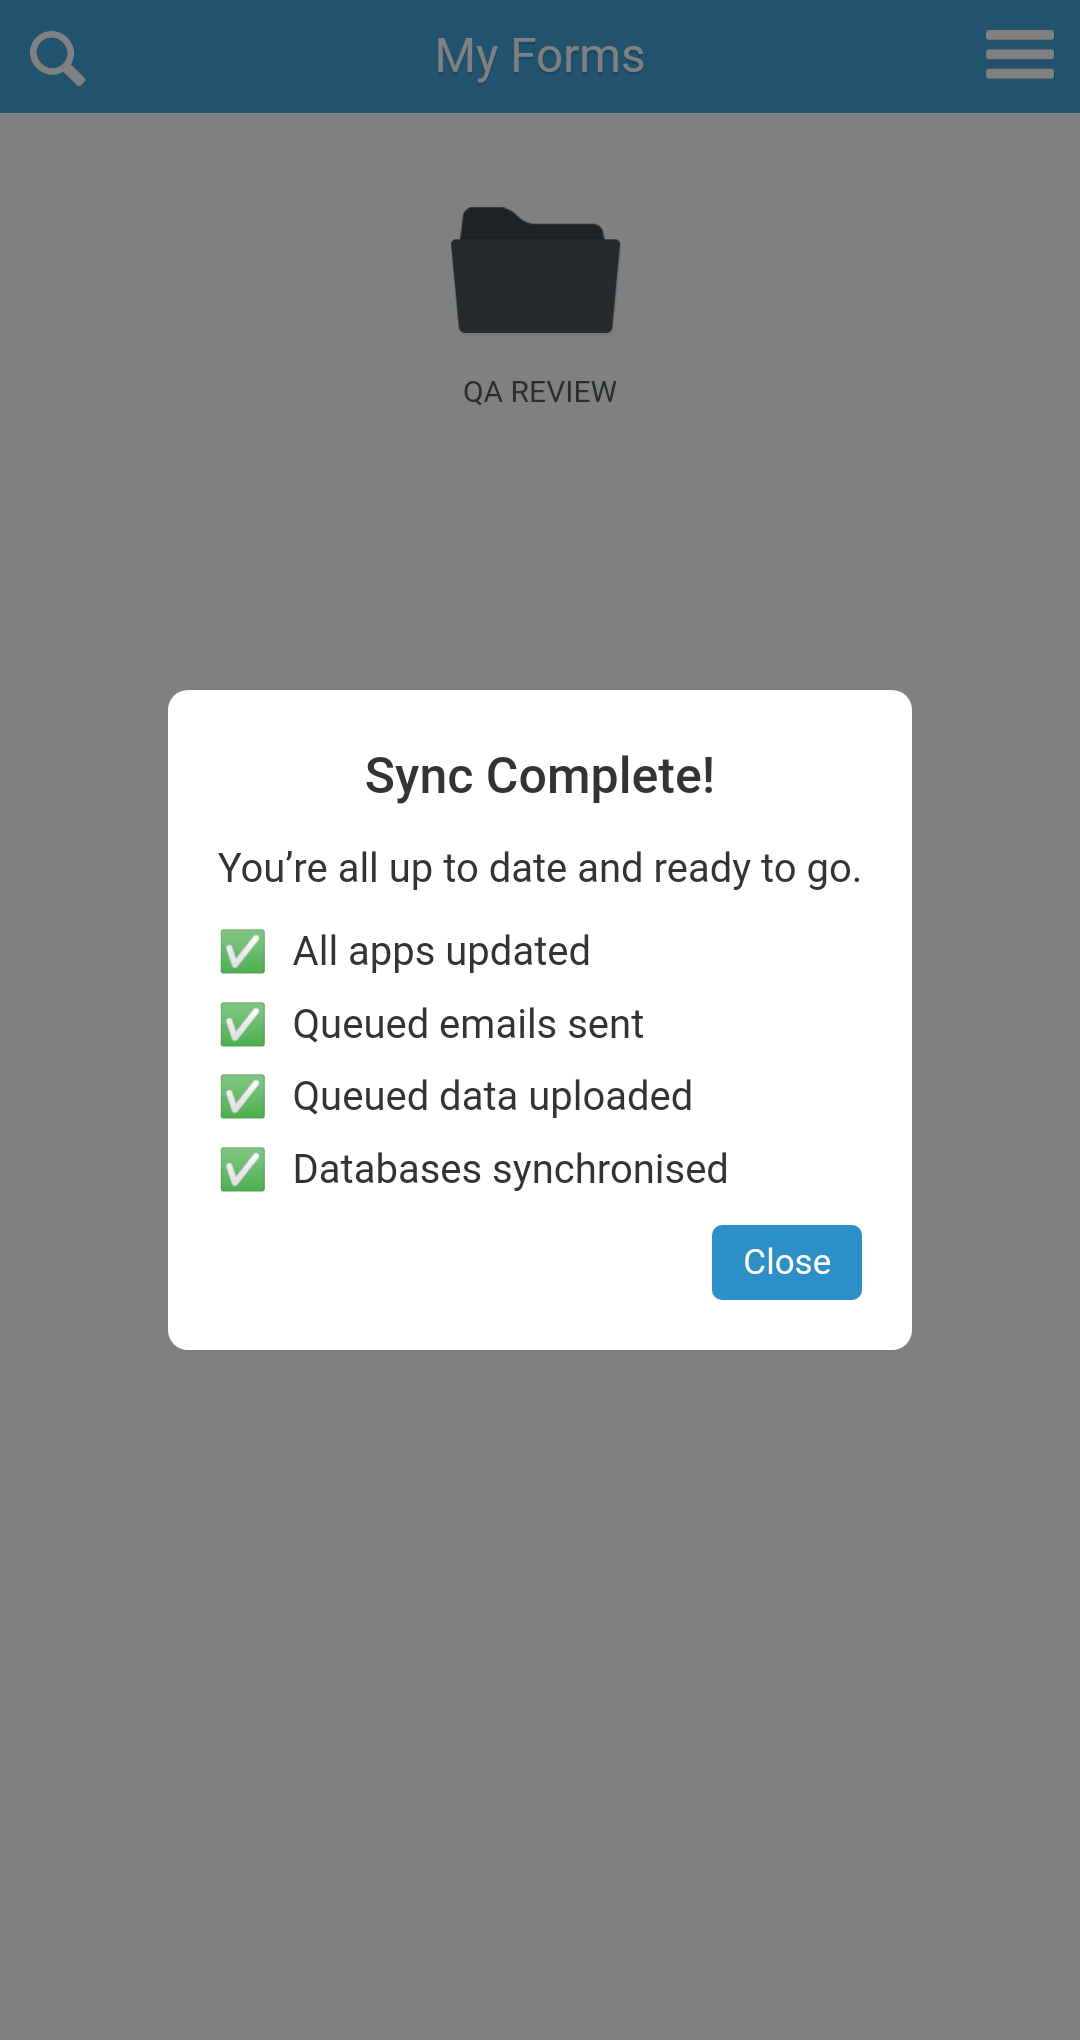 My Forms
QA REVIEW
Sync Complete!
You’re all up to date and ready to go.
✅ All apps updated
✅ Queued emails sent
✅ Queued data uploaded
✅ Databases synchronised
Close